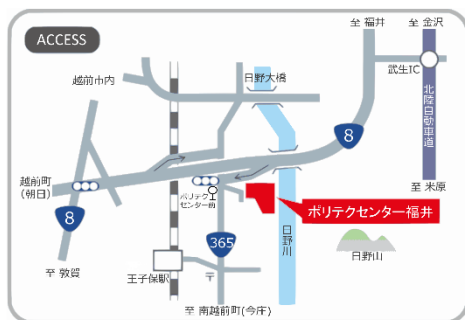 ACCESS
至 福井
至 金沢
武生IC
越前市内
日野大橋
北陸自動車道
8
越前町
(朝日)
ポリテク
センター前
至 米原
8
365
ポリテクセンター福井
日野川
日野山
至 敦賀
王子保駅
〒
至 南越前町(今庄)